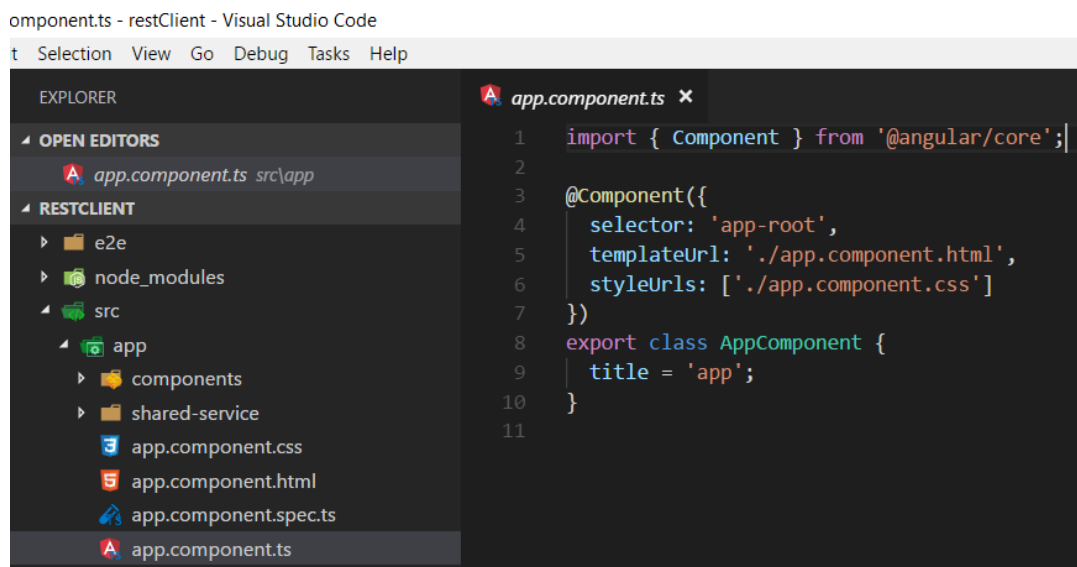 omponent.ts - restClient - Visual Studio Code
t Selection View Go Debug Tasks Help
EXPLORER
OPEN EDITORS
app.component.ts src\app
RESTCLIENT
e2e
node_modules
src
app
components
shared-service
app.component.css
app.component.html
app.component.spec.ts
app.component.ts
app.component.ts ×
1 import { Component } from '@angular/core';
2
3 @Component({
4   selector: 'app-root',
5   templateUrl: './app.component.html',
6   styleUrls: ['./app.component.css']
7 })
8 export class AppComponent {
9   title = 'app';
10 }
11